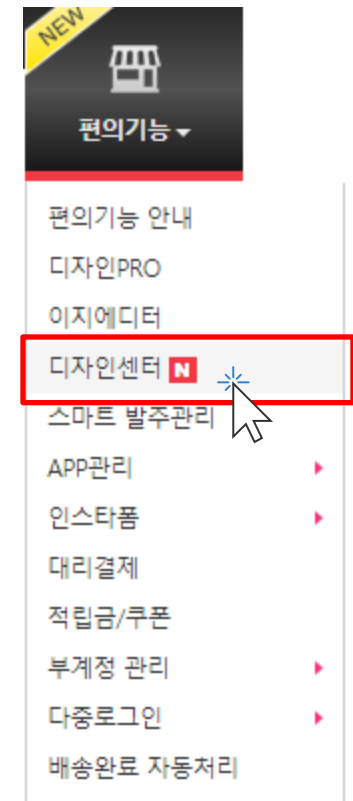 NEW
편의기능
편의기능 안내
디자인PRO
이지에디터
디자인센터 N
스마트 발주관리
APP관리
인스타폼
대리결제
적립금/쿠폰
부계정 관리
다중로그인
배송완료 자동처리